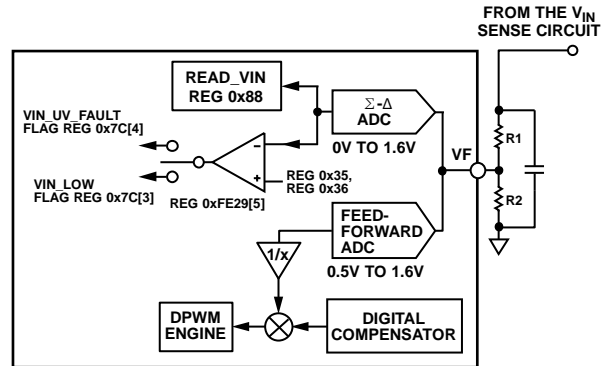 FROM THE VIN
SENSE CIRCUIT
READ_VIN
REG 0x88
Σ-Δ
ADC
VIN_UV_FAULT
FLAG REG 0x7C[4]
0V TO 1.6V
VF
R1
–
+
REG 0x35,
REG 0x36
VIN_LOW
FLAG REG 0x7C[3]
REG 0xFE29[5]
R2
FEED-
FORWARD
ADC
1/x
0.5V TO 1.6V
DPWM
ENGINE
DIGITAL
COMPENSATOR